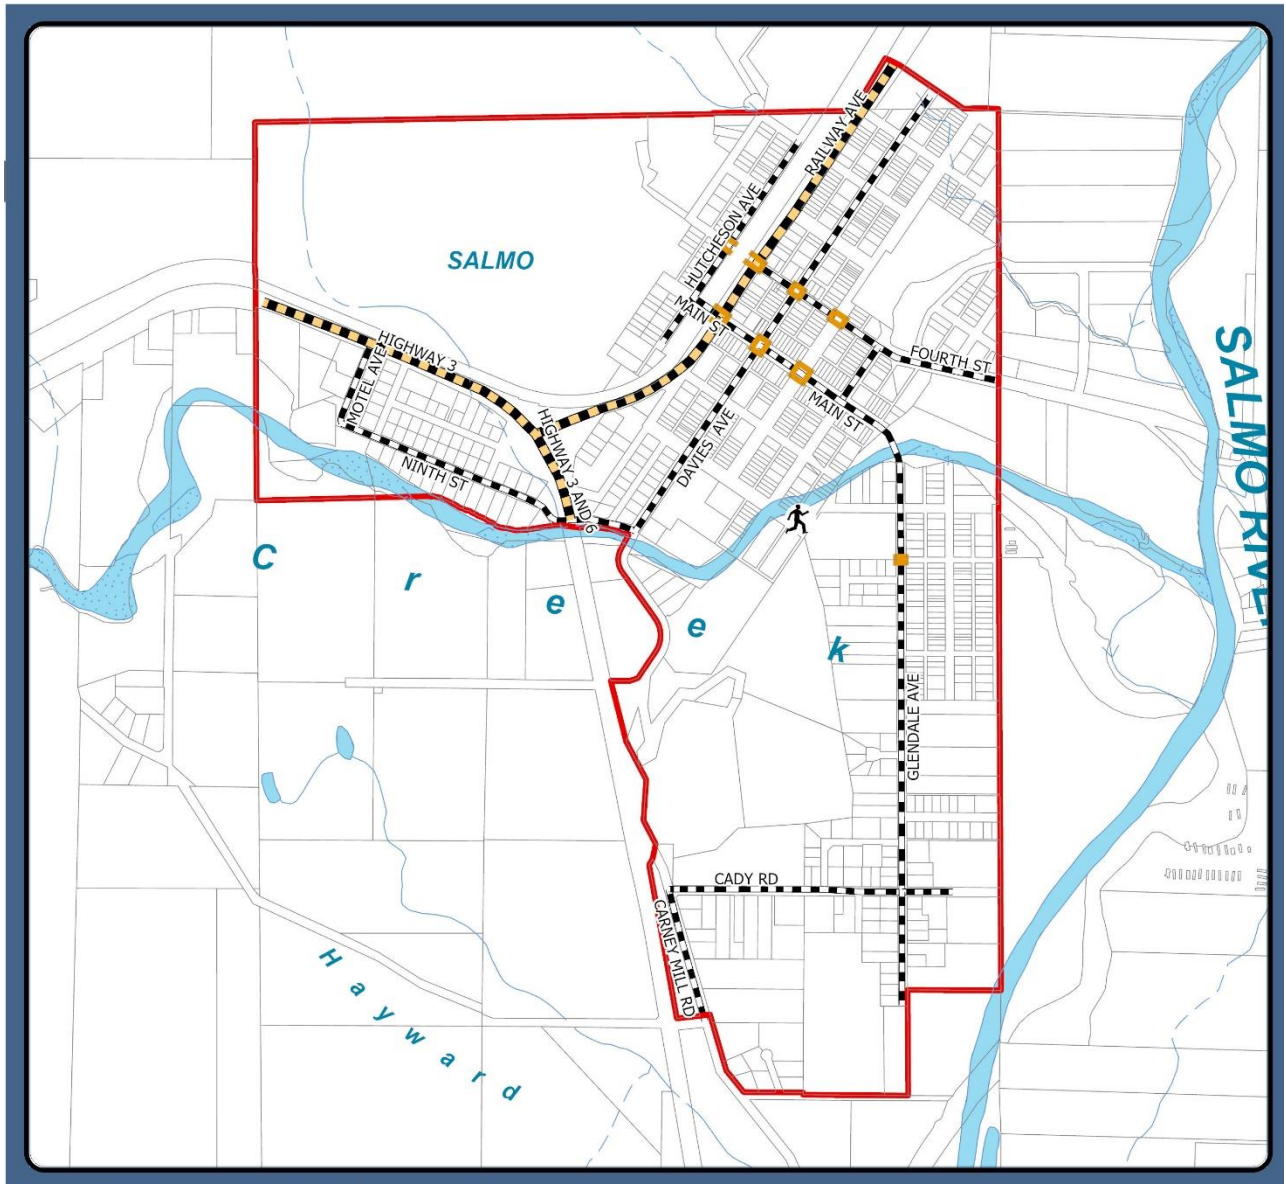 RAILWAY AVE
HUTCHESON AVE
SALMO
MAIN ST
HIGHWAY 3
MOTEL AVE
FOURTH ST
MAIN ST
DAVIES AVE
HIGHWAY 3 AND 6
NINTH ST
SALMO RIVE
C r e e k
GLENDALE AVE
CADY RD
CARNEY MILL RD
Hayward